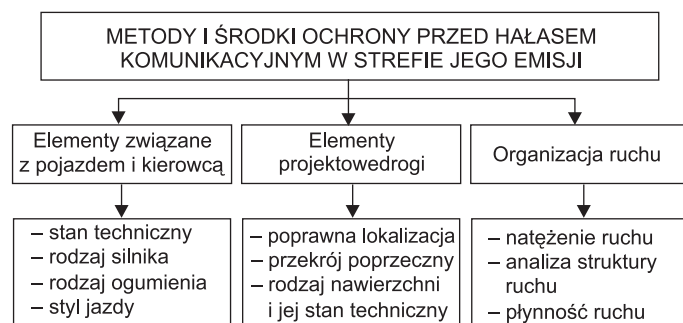 METODY I ŚRODKI OCHRONY PRZED HAŁASEM
KOMUNIKACYJNYM W STREFIE JEGO EMISJI
Elementy związane
z pojazdem i kierowcą
Elementy
projektowedrogi
Organizacja ruchu
– stan techniczny
– rodzaj silnika
– rodzaj ogumienia
– styl jazdy
– poprawna lokalizacja
– przekrój poprzeczny
– rodzaj nawierzchni
i jej stan techniczny
– natężenie ruchu
– analiza struktury
ruchu
– płynność ruchu